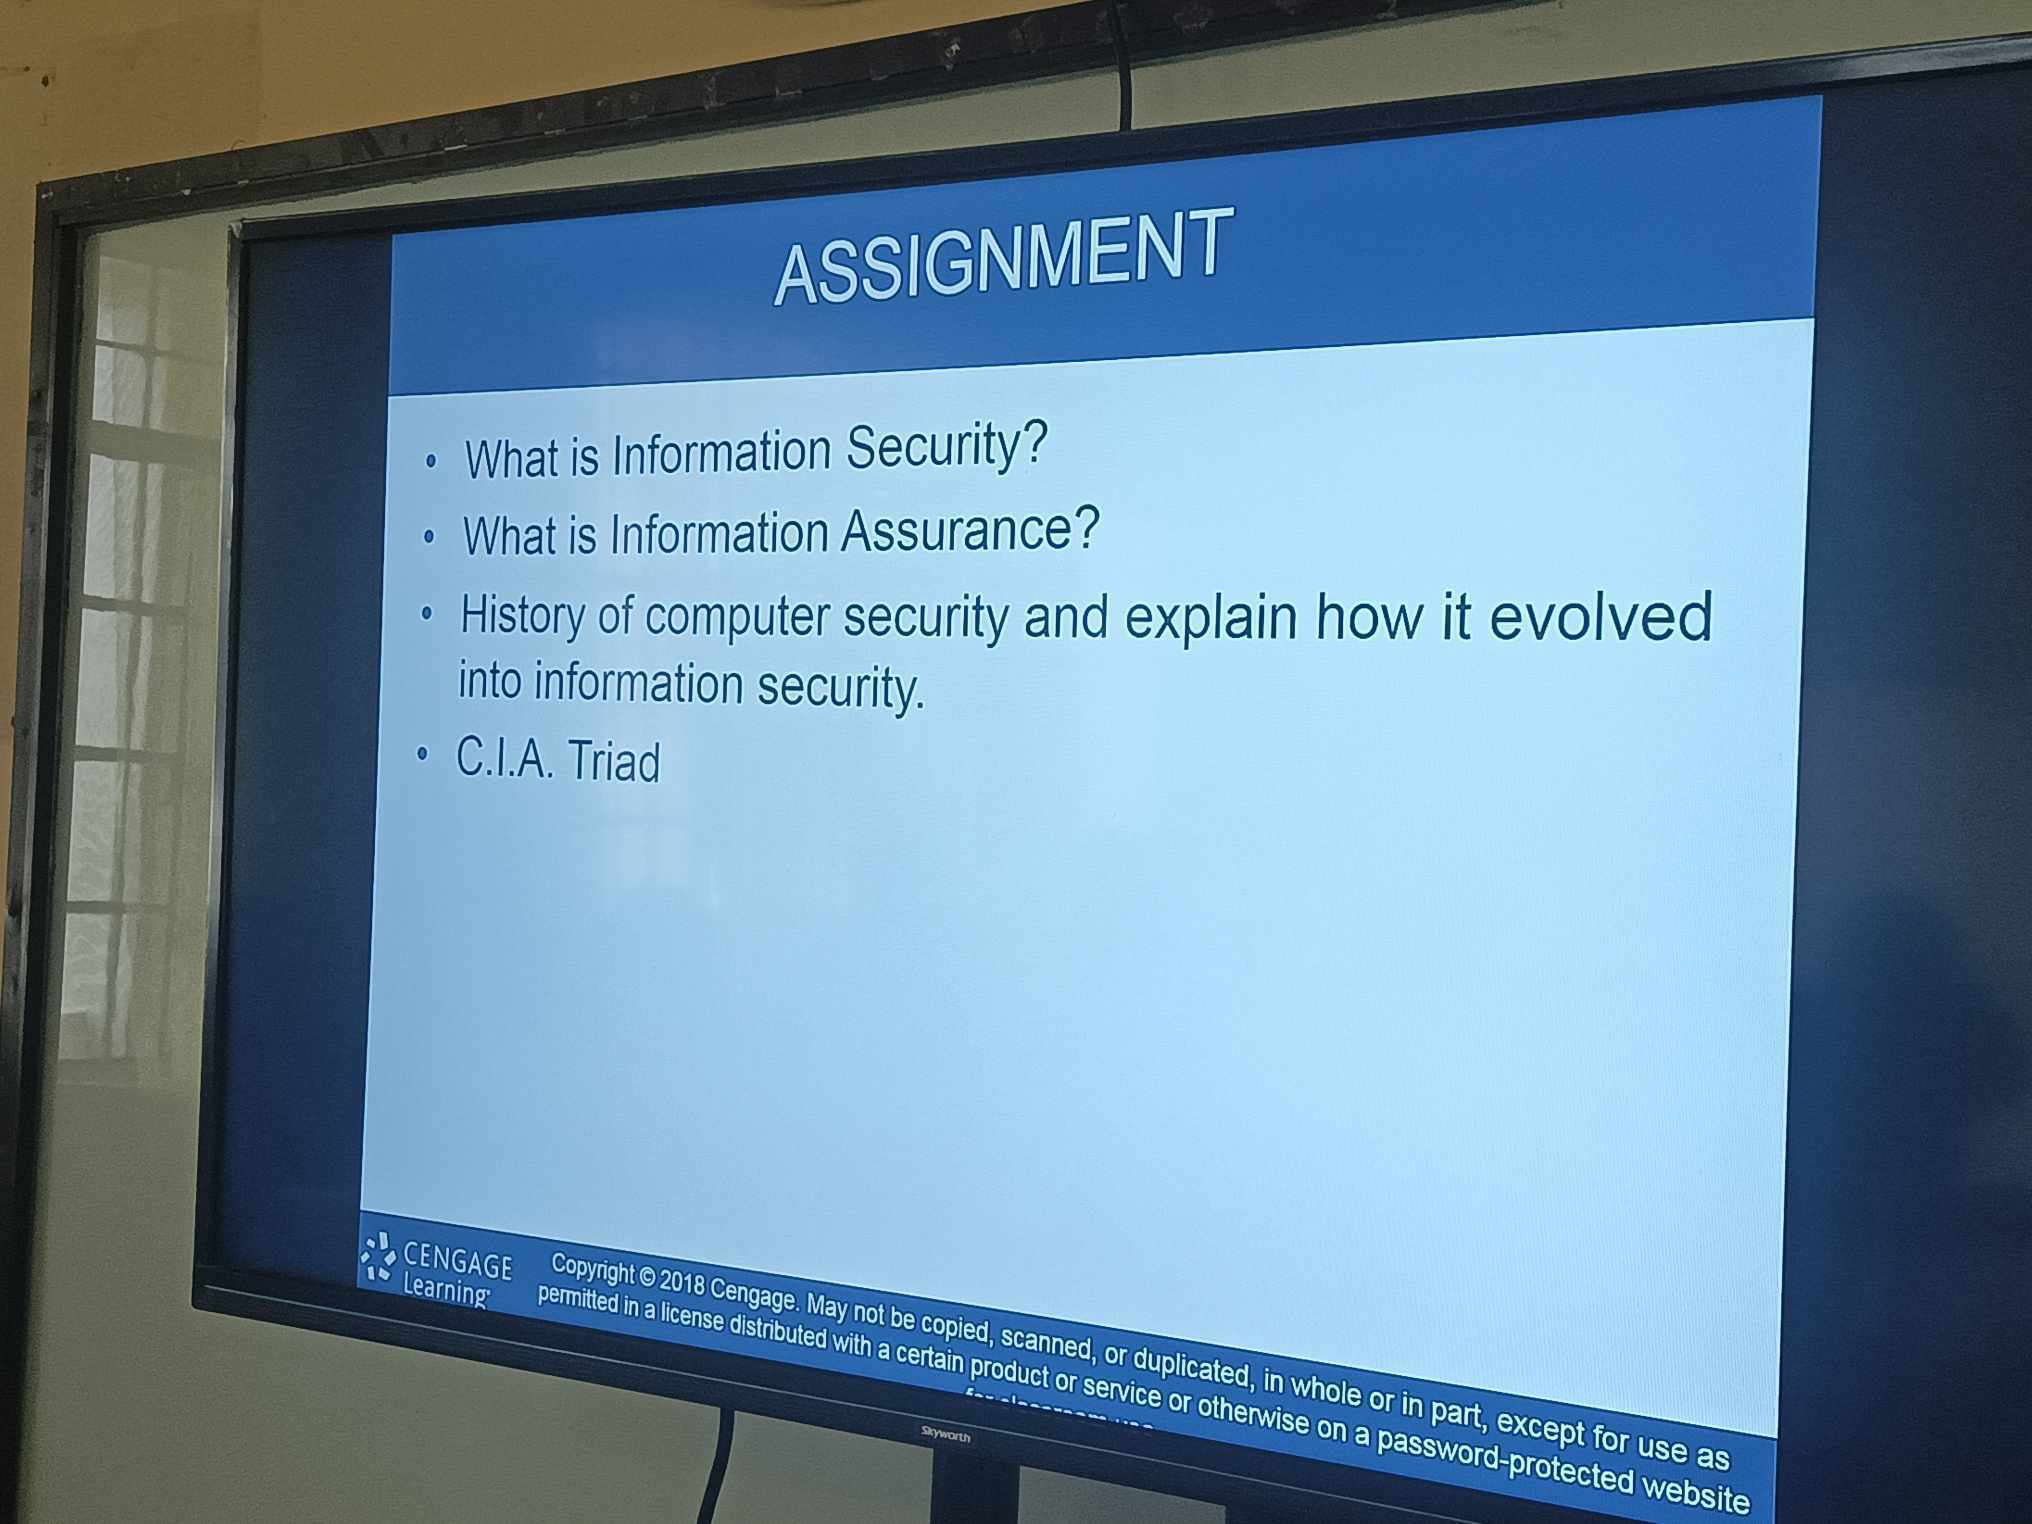 ASSIGNMENT
• What is Information Security?
• What is Information Assurance?
• History of computer security and explain how it evolved
into information security.
• C.I.A. Triad
CENGAGE
Learning
Copyright © 2018 Cengage. May not be copied, scanned, or duplicated, in whole or in part, except for use as
permitted in a license distributed with a certain product or service or otherwise on a password-protected website
for classroom use
Skyworth